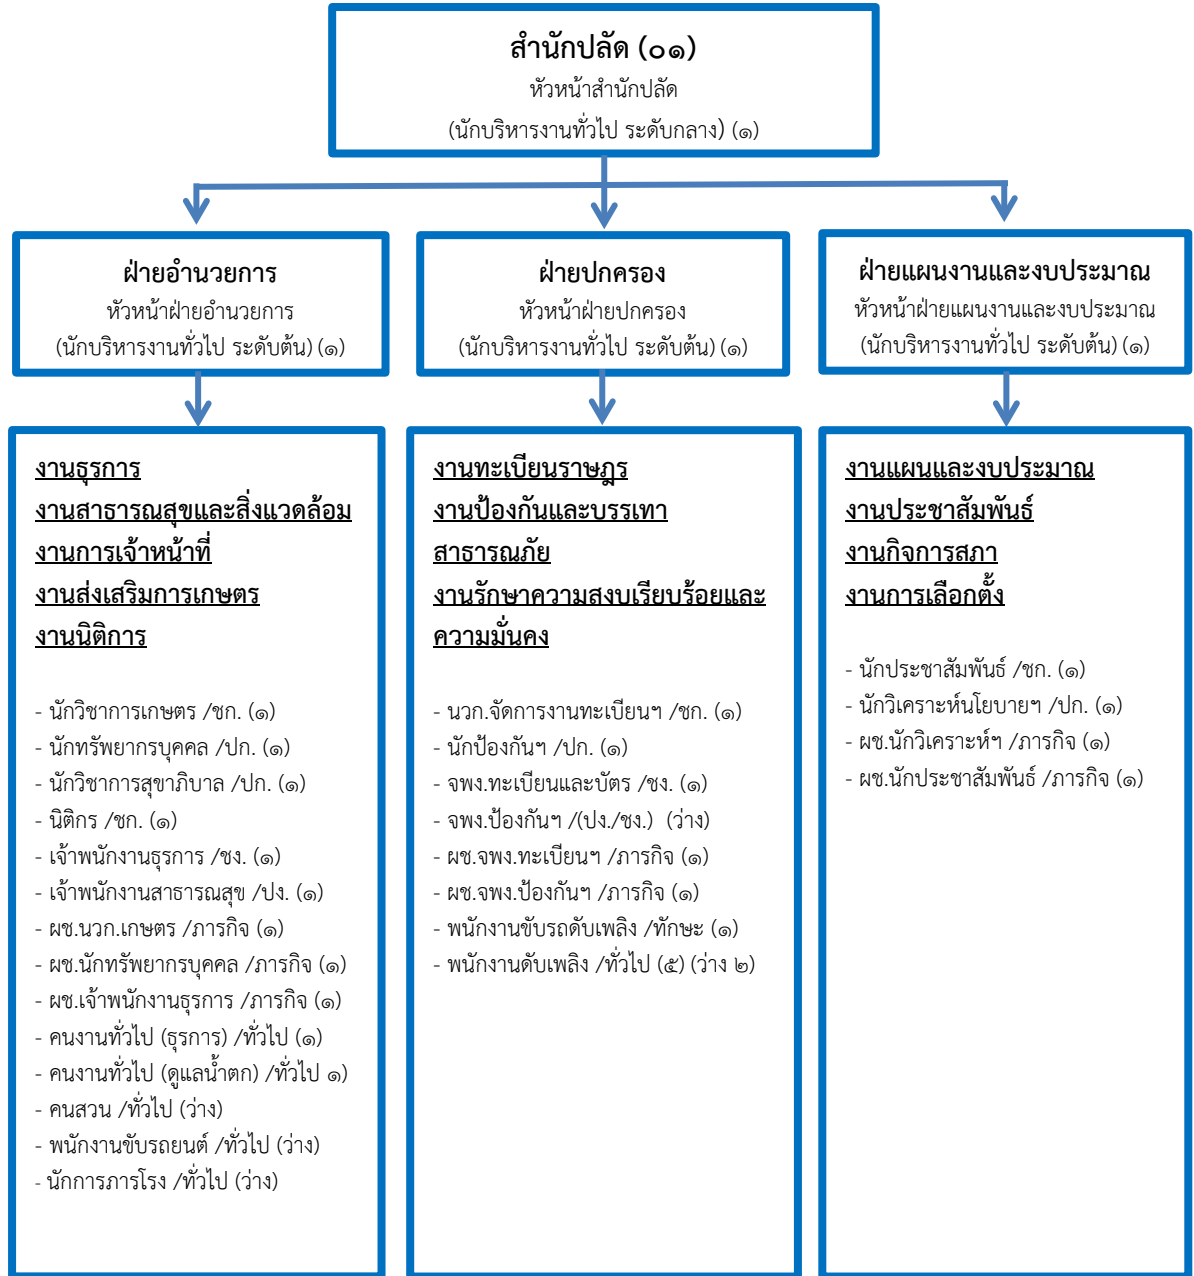 สำนักปลัด (๐๑)
หัวหน้าสำนักปลัด
(นักบริหารงานทั่วไป ระดับกลาง) (๑)
ฝ่ายอำนวยการ
หัวหน้าฝ่ายอำนวยการ
(นักบริหารงานทั่วไป ระดับต้น) (๑)
ฝ่ายปกครอง
หัวหน้าฝ่ายปกครอง
(นักบริหารงานทั่วไป ระดับต้น) (๑)
ฝ่ายแผนงานและงบประมาณ
หัวหน้าฝ่ายแผนงานและงบประมาณ
(นักบริหารงานทั่วไป ระดับต้น) (๑)
งานธุรการ
งานสาธารณสุขและสิ่งแวดล้อม
งานการเจ้าหน้าที่
งานส่งเสริมการเกษตร
งานนิติการ
- นักวิชาการเกษตร /ชก. (๑)
- นักทรัพยากรบุคคล /ปก. (๑)
- นักวิชาการสุขาภิบาล /ปก. (๑)
- นิติกร /ชก. (๑)
- เจ้าพนักงานธุรการ /ชง. (๑)
- เจ้าพนักงานสาธารณสุข /ปง. (๑)
- ผช.นวก.เกษตร /ภารกิจ (๑)
- ผช.นักทรัพยากรบุคคล /ภารกิจ (๑)
- ผช.เจ้าพนักงานธุรการ /ภารกิจ (๑)
- คนงานทั่วไป (ธุรการ) /ทั่วไป (๑)
- คนงานทั่วไป (ดูแลน้ำตก) /ทั่วไป ๑)
- คนสวน /ทั่วไป (ว่าง)
- พนักงานขับรถยนต์ /ทั่วไป (ว่าง)
- นักการภารโรง /ทั่วไป (ว่าง)
งานทะเบียนราษฎร
งานป้องกันและบรรเทา
สาธารณภัย
งานรักษาความสงบเรียบร้อยและ
ความมั่นคง
- นวก.จัดการงานทะเบียนฯ /ชก. (๑)
- นักป้องกันฯ /ปก. (๑)
- จพง.ทะเบียนและบัตร /ชง. (๑)
- จพง.ป้องกันฯ /(ปง./ชง.) (ว่าง)
- ผช.จพง.ทะเบียนฯ /ภารกิจ (๑)
- ผช.จพง.ป้องกันฯ /ภารกิจ (๑)
- พนักงานขับรถดับเพลิง /ทักษะ (๑)
- พนักงานดับเพลิง /ทั่วไป (๕) (ว่าง ๒)
งานแผนและงบประมาณ
งานประชาสัมพันธ์
งานกิจการสภา
งานการเลือกตั้ง
- นักประชาสัมพันธ์ /ชก. (๑)
- นักวิเคราะห์นโยบายฯ /ปก. (๑)
- ผช.นักวิเคราะห์ฯ /ภารกิจ (๑)
- ผช.นักประชาสัมพันธ์ /ภารกิจ (๑)